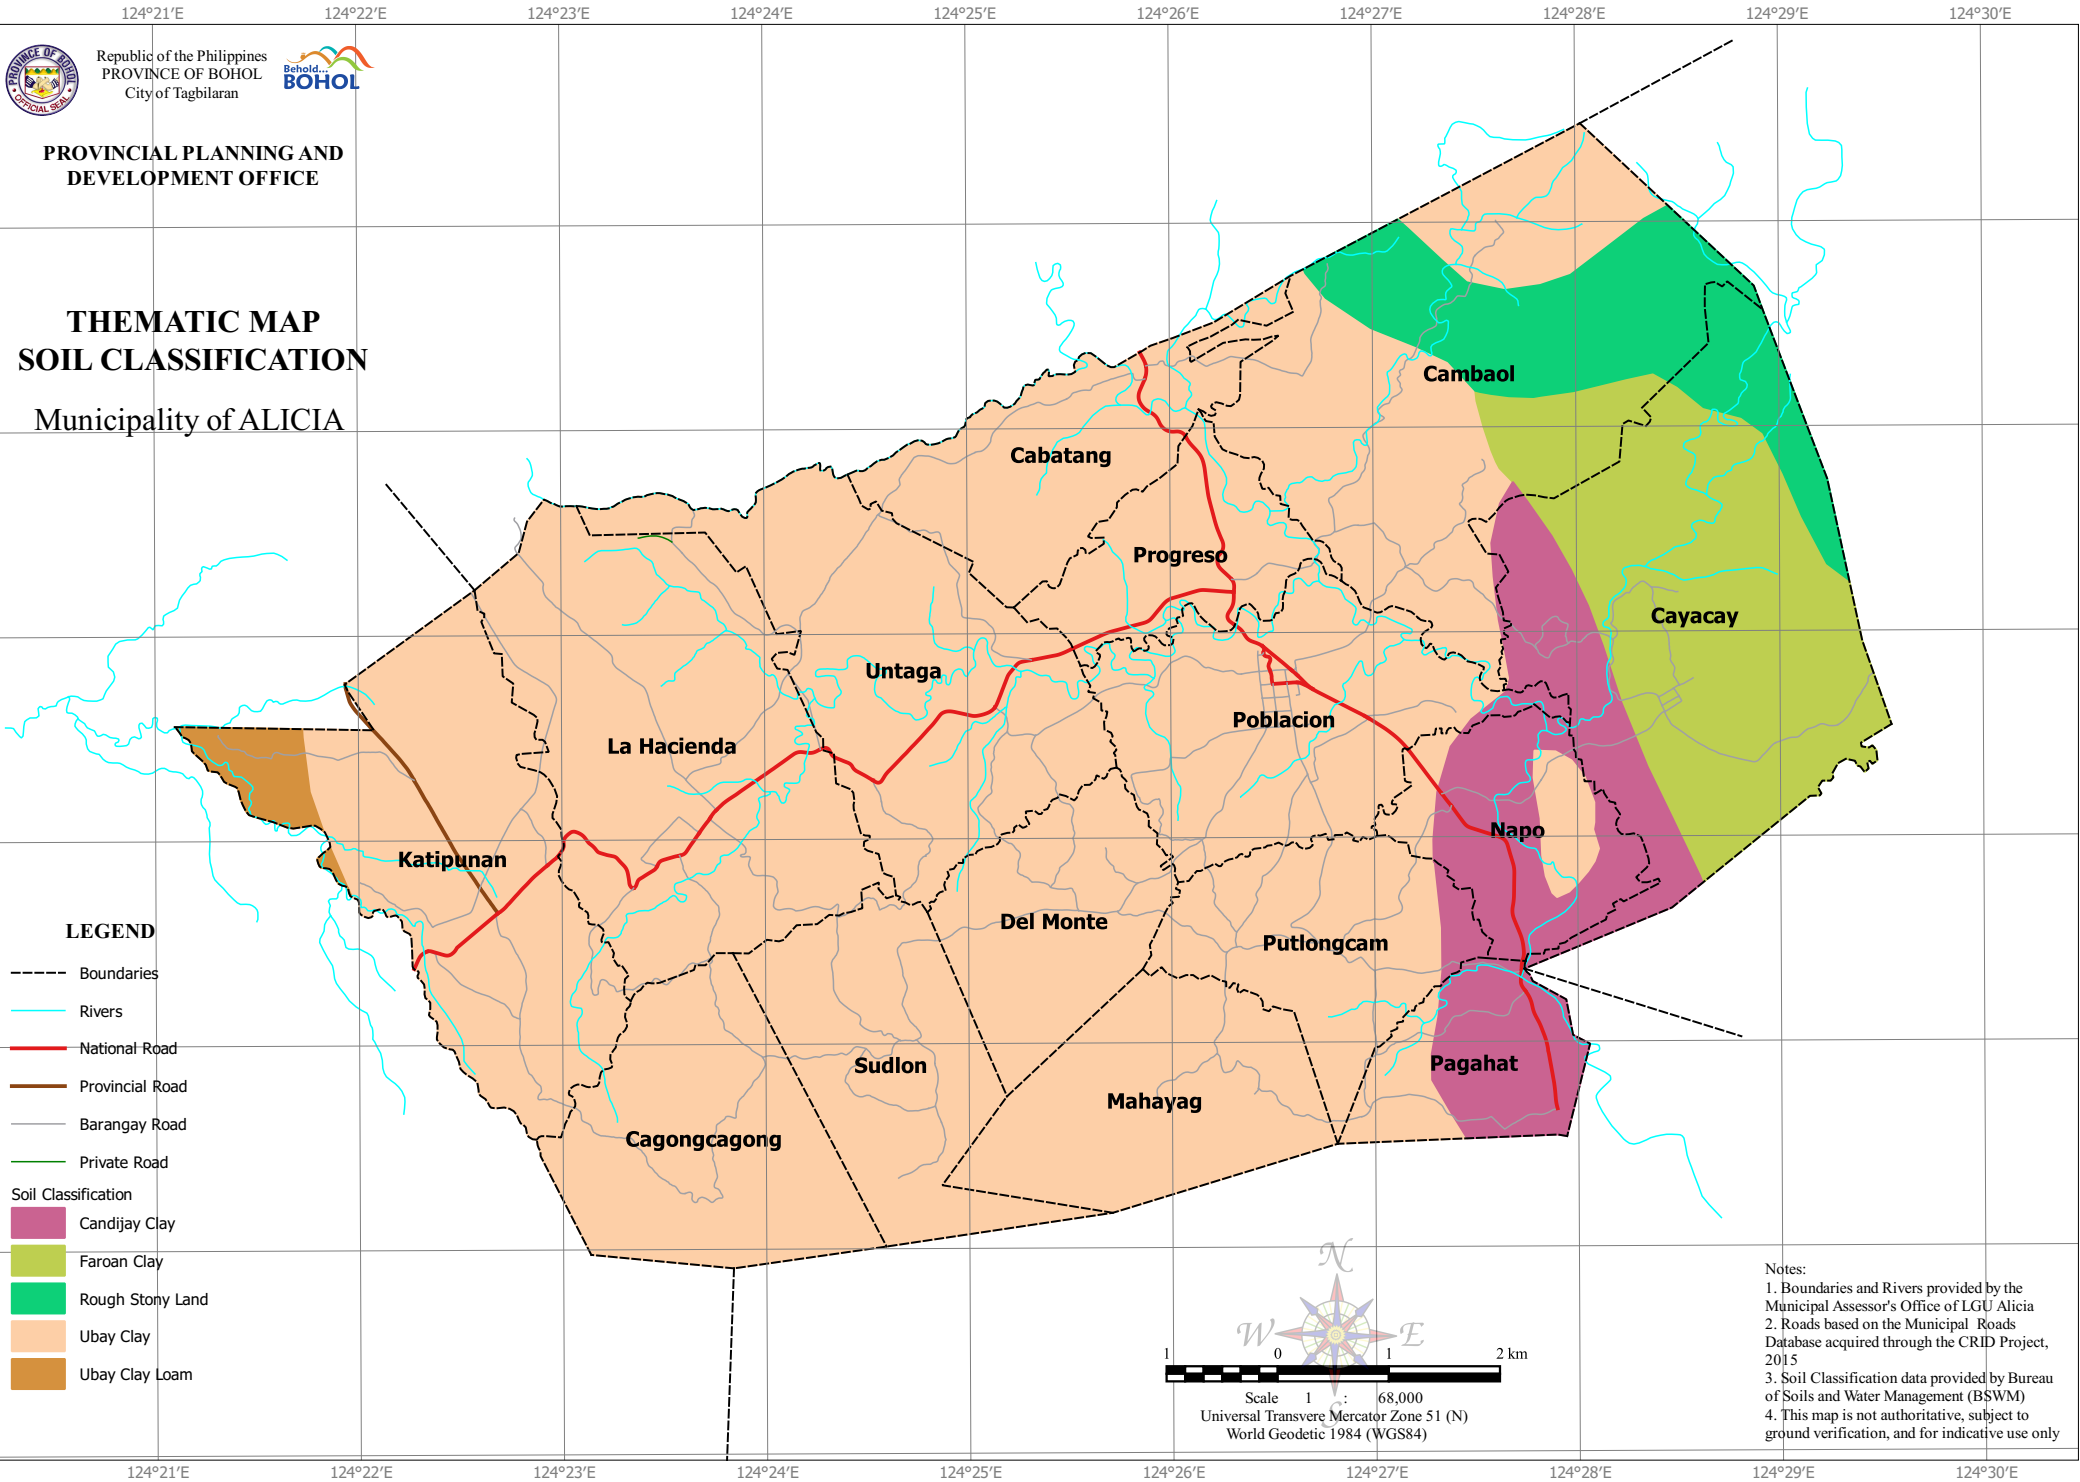 124°21′E 124°22′E 124°23′E 124°24′E 124°25′E 124°26′E 124°27′E 124°28′E 124°29′E 124°30′E
PROVINCE OF BOHOL
OFFICIAL SEAL
Republic of the Philippines
PROVINCE OF BOHOL
City of Tagbilaran
Behold...
BOHOL
PROVINCIAL PLANNING AND
DEVELOPMENT OFFICE
THEMATIC MAP
SOIL CLASSIFICATION
Municipality of ALICIA
Cambaol
Cabatang
Progreso
Cayacay
Untaga
Poblacion
La Hacienda
Napo
Katipunan
Del Monte
Putlongcam
Sudlon
Pagahat
Mahayag
Cagongcagong
LEGEND
Boundaries
Rivers
National Road
Provincial Road
Barangay Road
Private Road
Soil Classification
Candijay Clay
Faroan Clay
Rough Stony Land
Ubay Clay
Ubay Clay Loam
N
W E
S
1 0 1 2 km
Scale 1 : 68,000
Universal Transvere Mercator Zone 51 (N)
World Geodetic 1984 (WGS84)
Notes:
1. Boundaries and Rivers provided by the
Municipal Assessor's Office of LGU Alicia
2. Roads based on the Municipal Roads
Database acquired through the CRID Project,
2015
3. Soil Classification data provided by Bureau
of Soils and Water Management (BSWM)
4. This map is not authoritative, subject to
ground verification, and for indicative use only
124°21′E 124°22′E 124°23′E 124°24′E 124°25′E 124°26′E 124°27′E 124°28′E 124°29′E 124°30′E